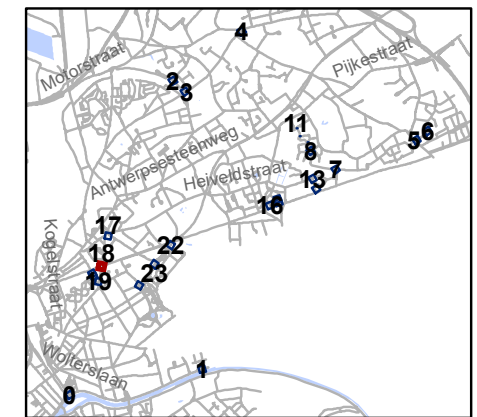 4
Motorstraat
Pijkestraat
2
3
11
6
5
Antwerpsesteenweg
8
Heiveldstraat
7
13
16
17
Kogelstraat
22
18
19
23
Wolterslaan
1
0